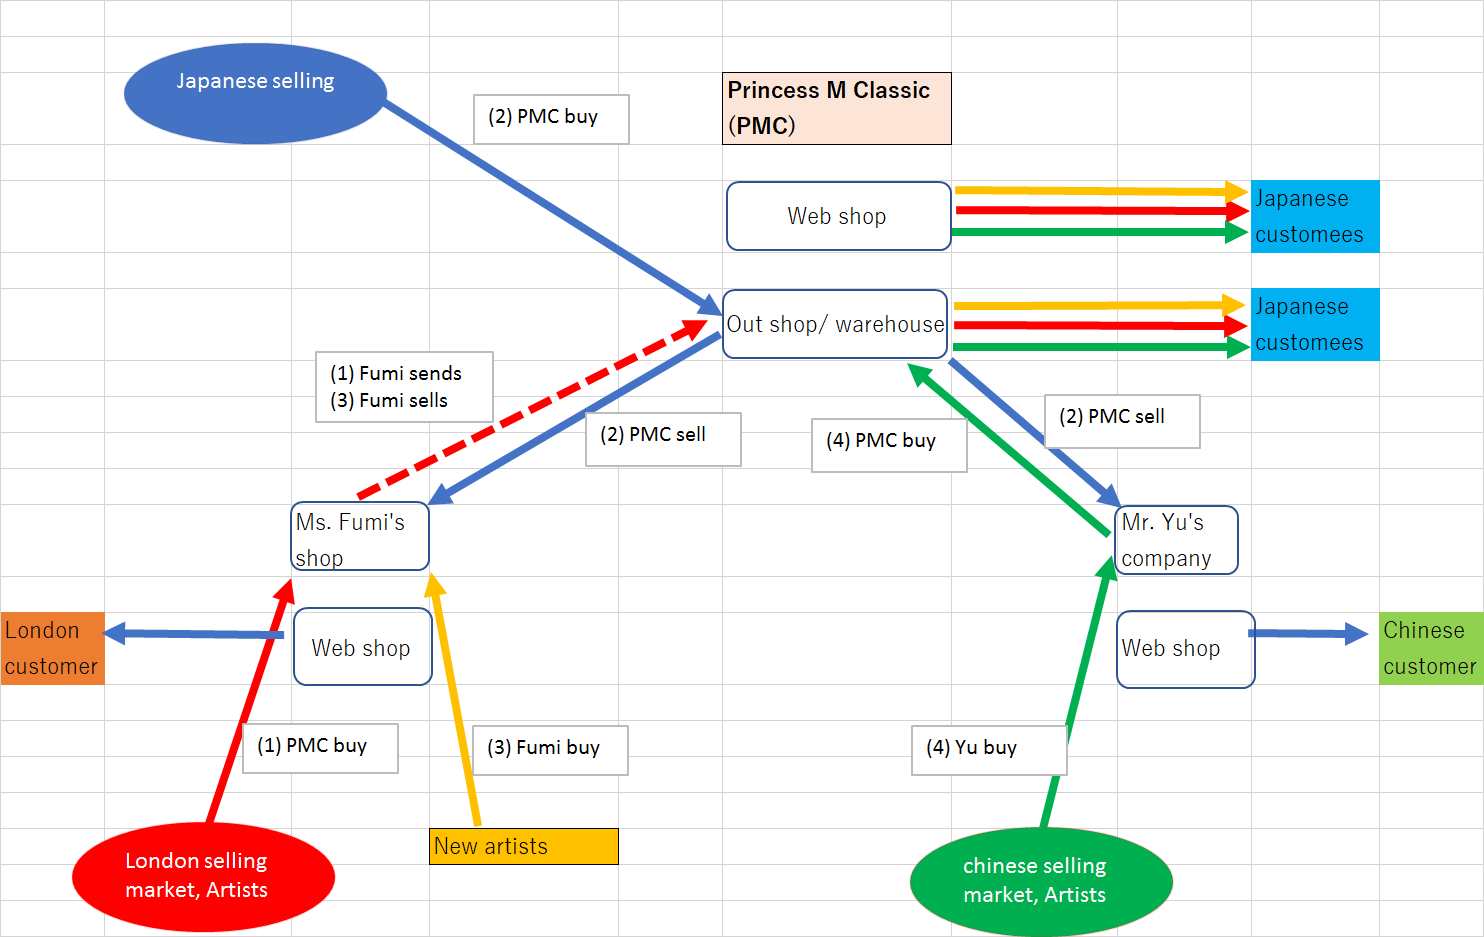 Japanese selling
(2) PMC buy
Princess M Classic
(PMC)
Web shop
Japanese
customees
Out shop/ warehouse
Japanese
customees
(1) Fumi sends
(3) Fumi sells
(2) PMC sell
(4) PMC buy
(2) PMC sell
Ms. Fumi's
shop
Mr. Yu's
company
London
customer
Web shop
Web shop
Chinese
customer
(1) PMC buy
(3) Fumi buy
(4) Yu buy
London selling
market, Artists
New artists
chinese selling
market, Artists